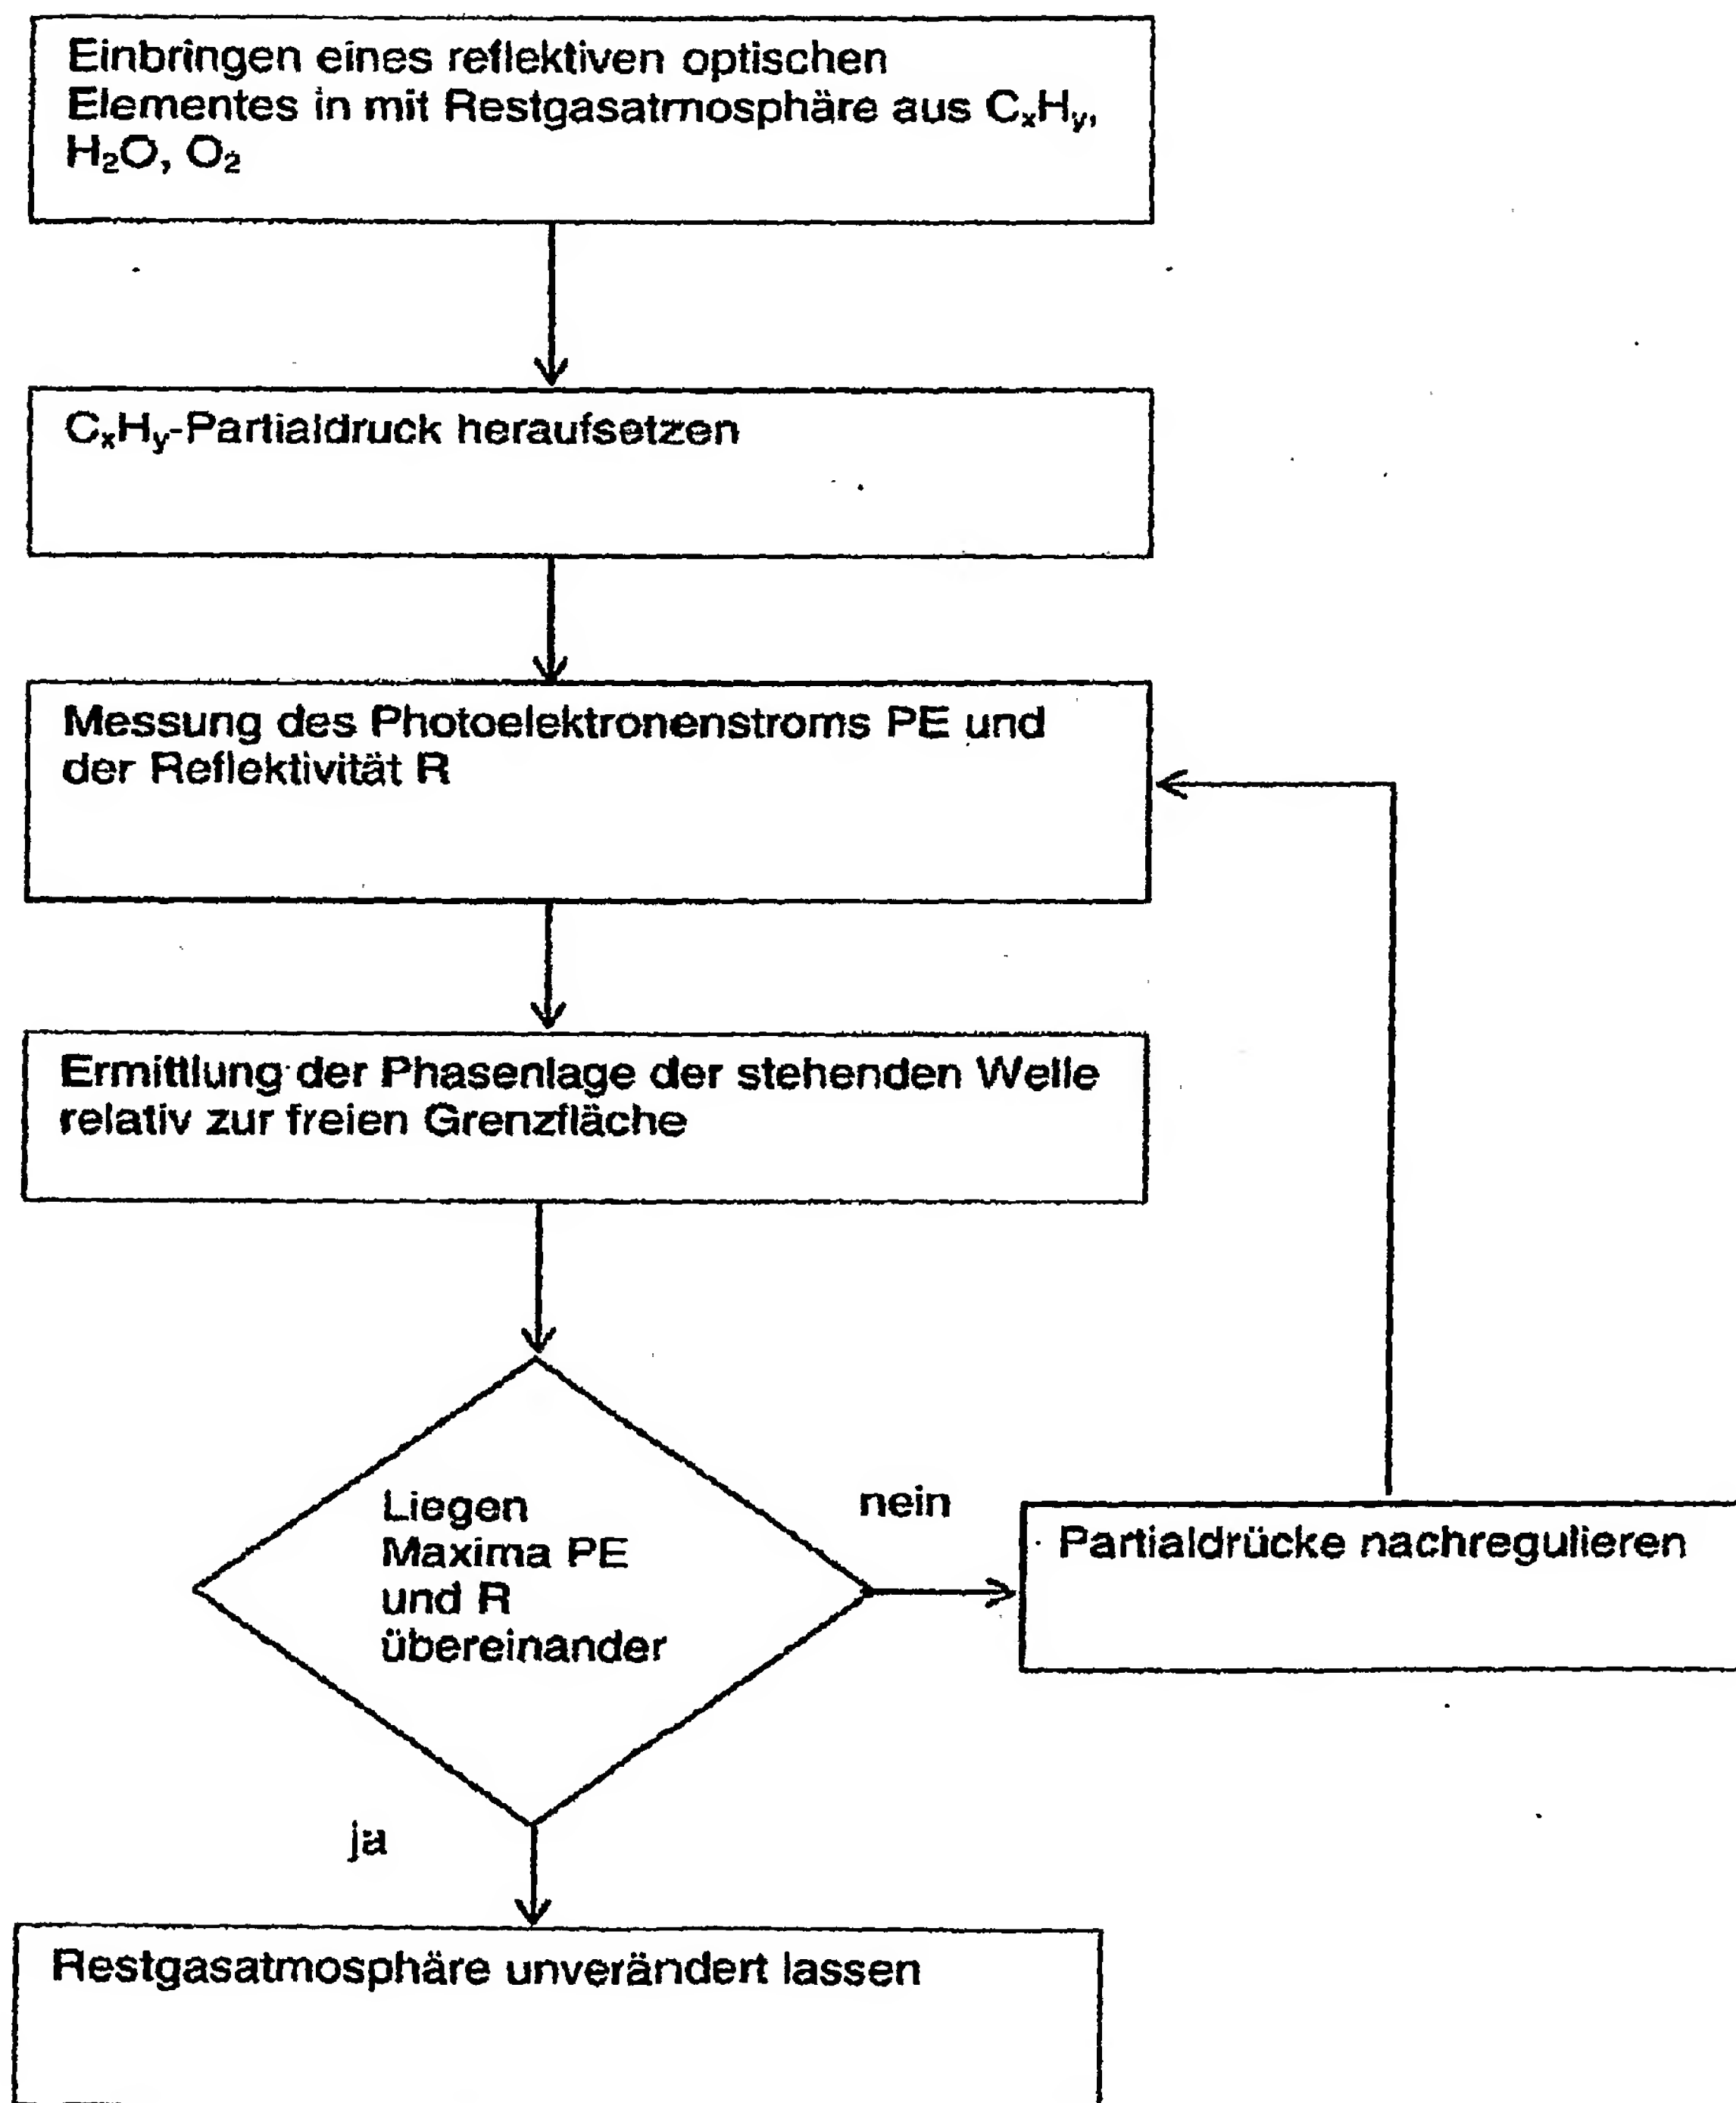 Einbringen eines reflektiven optischen
Elementes in mit Restgasatmosphäre aus CₓHᵧ,
H₂O, O₂
CₓHᵧ-Partialdruck heraufsetzen
Messung des Photoelektronenstroms PE und
der Reflektivität R
Ermittlung der Phasenlage der stehenden Welle
relativ zur freien Grenzfläche
Liegen
Maxima PE
und R
übereinander
nein
Partialdrücke nachregulieren
ja
Restgasatmosphäre unverändert lassen